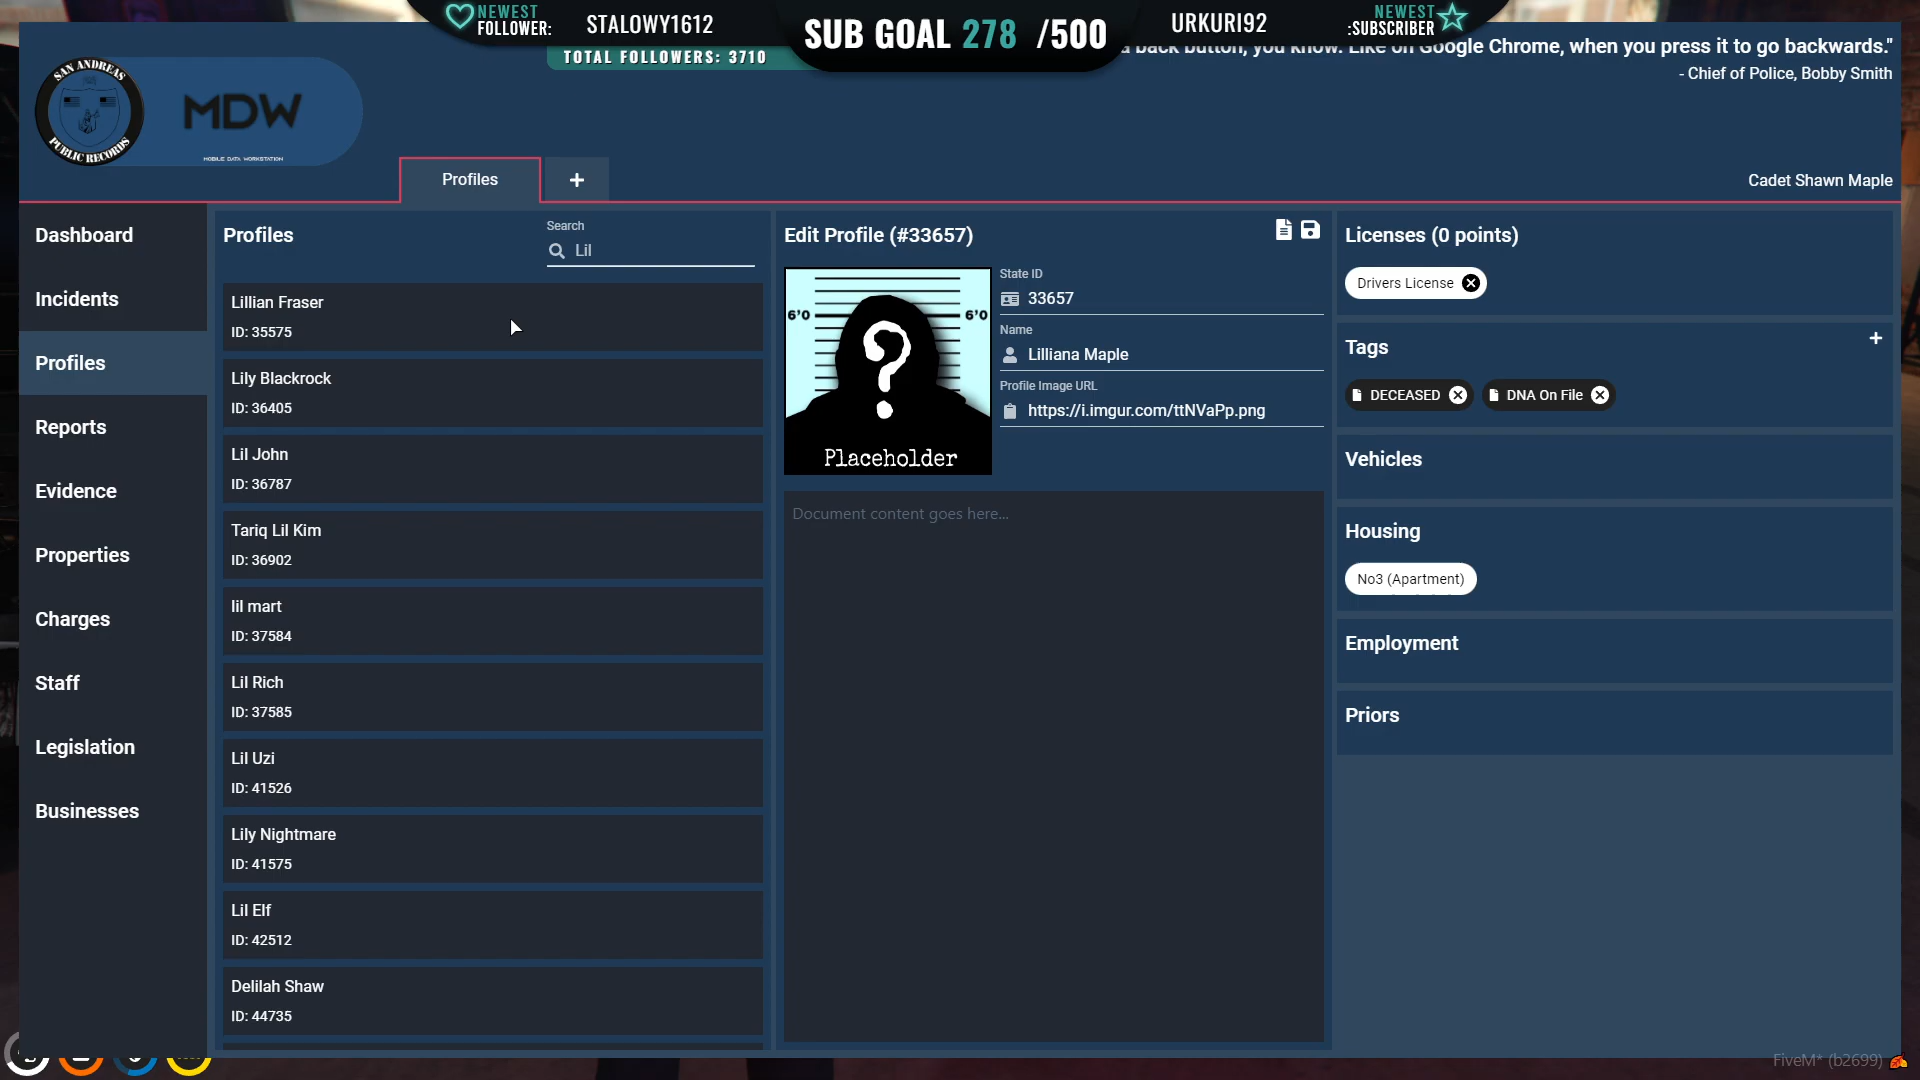 NEWEST
FOLLOWER:
STALOWY1612
TOTAL FOLLOWERS: 3710
SUB GOAL 278 /500
URKURI92
NEWEST
:SUBSCRIBER
back button, you know. Like on Google Chrome, when you press it to go backwards."
- Chief of Police, Bobby Smith
SAN ANDREAS
PUBLIC RECORDS
MDW
MOBILE DATA WORKSTATION
Profiles
+
Cadet Shawn Maple
Dashboard
Incidents
Profiles
Reports
Evidence
Properties
Charges
Staff
Legislation
Businesses
Profiles
Search
Lil
Lillian Fraser
ID: 35575
Lily Blackrock
ID: 36405
Lil John
ID: 36787
Tariq Lil Kim
ID: 36902
lil mart
ID: 37584
Lil Rich
ID: 37585
Lil Uzi
ID: 41526
Lily Nightmare
ID: 41575
Lil Elf
ID: 42512
Delilah Shaw
ID: 44735
Edit Profile (#33657)
6'0 6'0
?
Placeholder
State ID
33657
Name
Lilliana Maple
Profile Image URL
https://i.imgur.com/ttNVaPp.png
Document content goes here...
Licenses (0 points)
Drivers License
Tags
+
DECEASED
DNA On File
Vehicles
Housing
No3 (Apartment)
Employment
Priors
FiveM* (b2699)